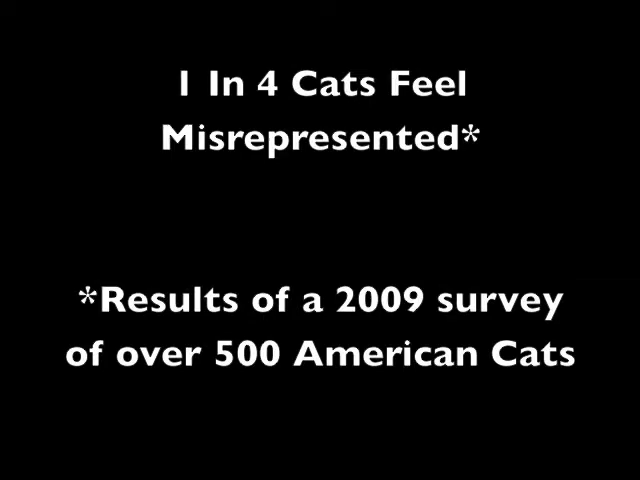 1 In 4 Cats Feel
Misrepresented*
*Results of a 2009 survey
of over 500 American Cats